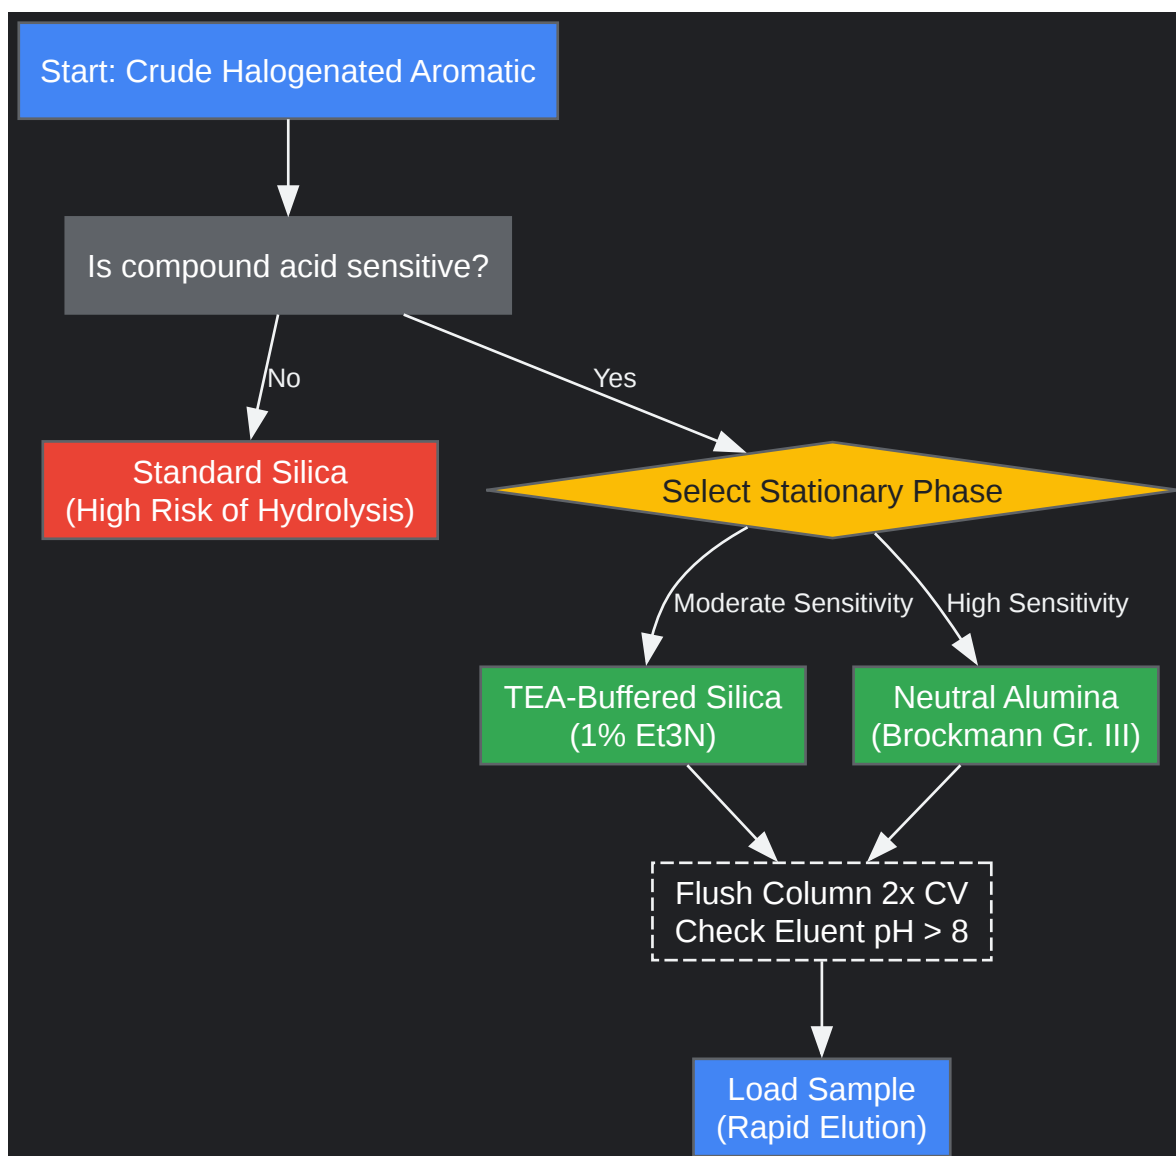 Start: Crude Halogenated Aromatic
Is compound acid sensitive?
No
Yes
Standard Silica
(High Risk of Hydrolysis)
Select Stationary Phase
Moderate Sensitivity
High Sensitivity
TEA-Buffered Silica
(1% Et3N)
Neutral Alumina
(Brockmann Gr. III)
Flush Column 2x CV
Check Eluent pH > 8
Load Sample
(Rapid Elution)